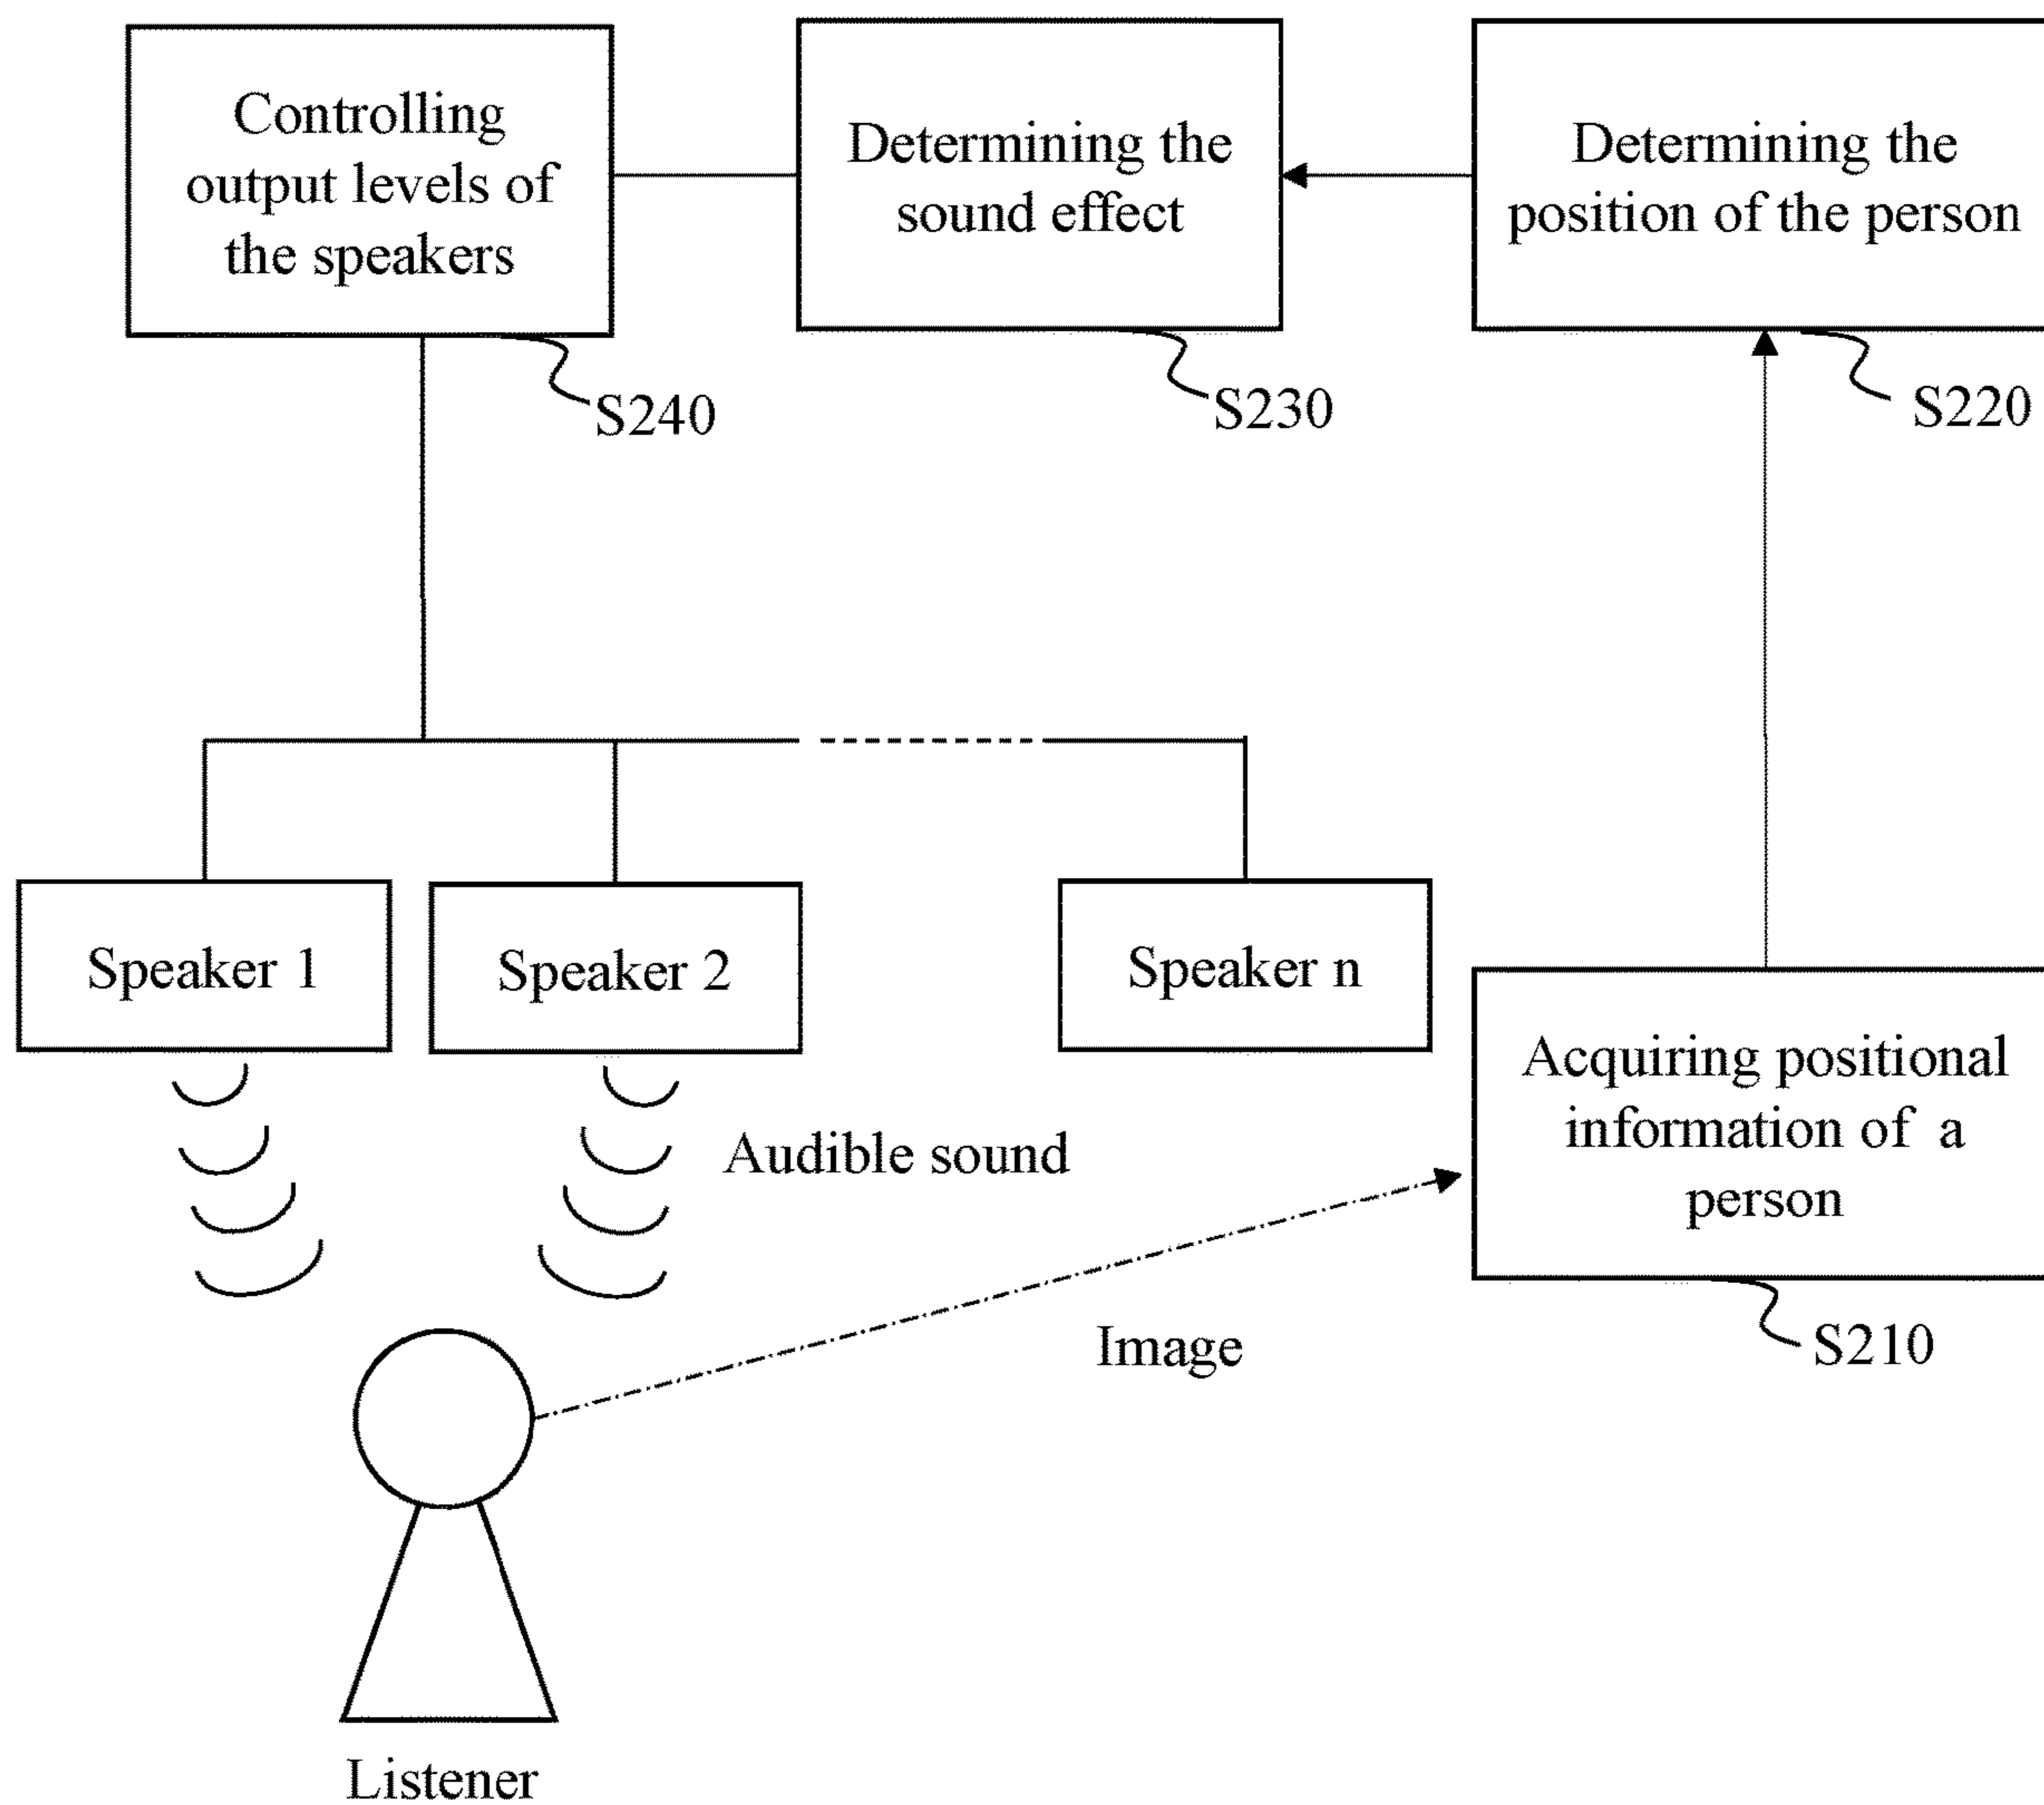 Controlling
output levels of
the speakers
Determining the
sound effect
Determining the
position of the person
S240
S230
S220
Speaker 1
Speaker 2
Speaker n
Acquiring positional
information of a
person
Audible sound
Image
S210
Listener